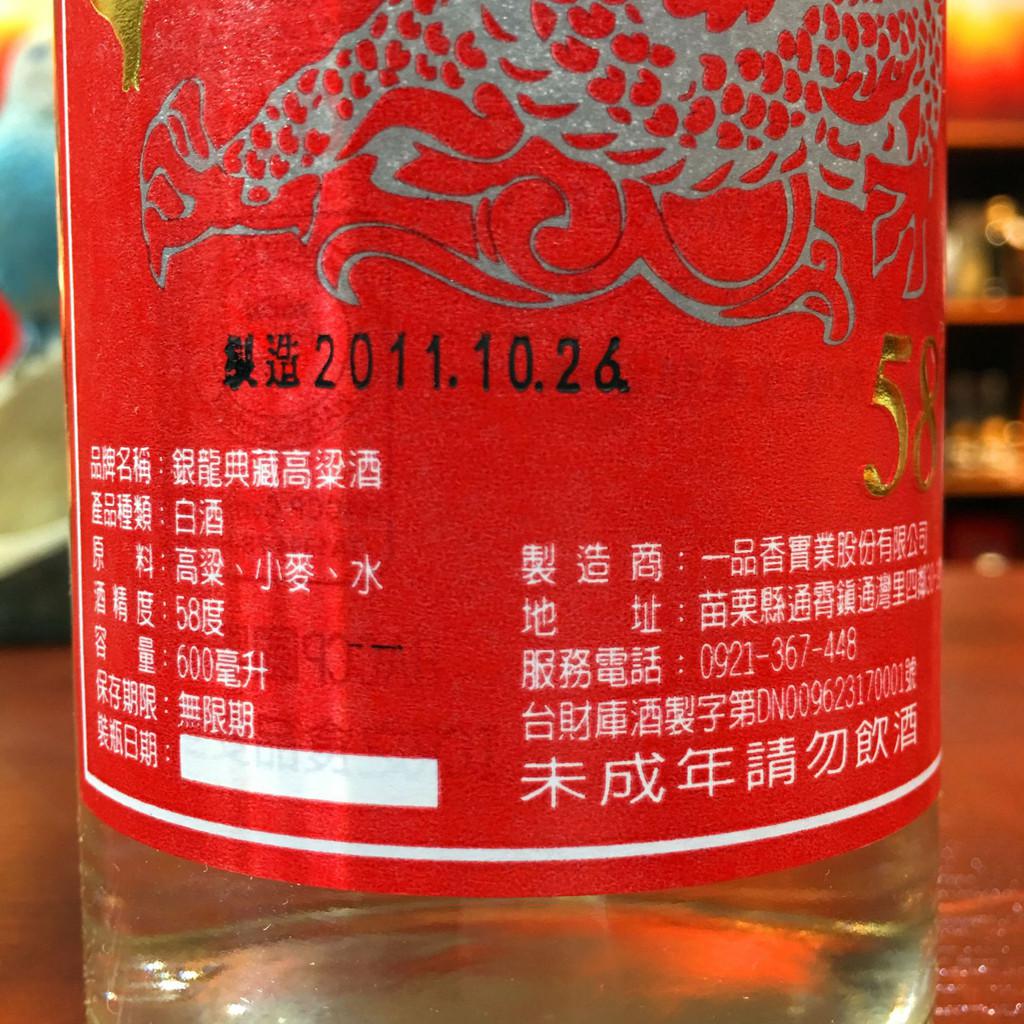 製造2011.10.26.
58
品牌名稱：銀龍典藏高粱酒
產品種類：白酒
原料：高粱、小麥、水
酒精度：58度
容量：600毫升
保存期限：無限期
裝瓶日期：
製造商：一品香實業股份有限公司
地址：苗栗縣通霄鎮通灣里四鄰
服務電話：0921-367-448
台財庫酒製字第DN009623170001號
未成年請勿飲酒